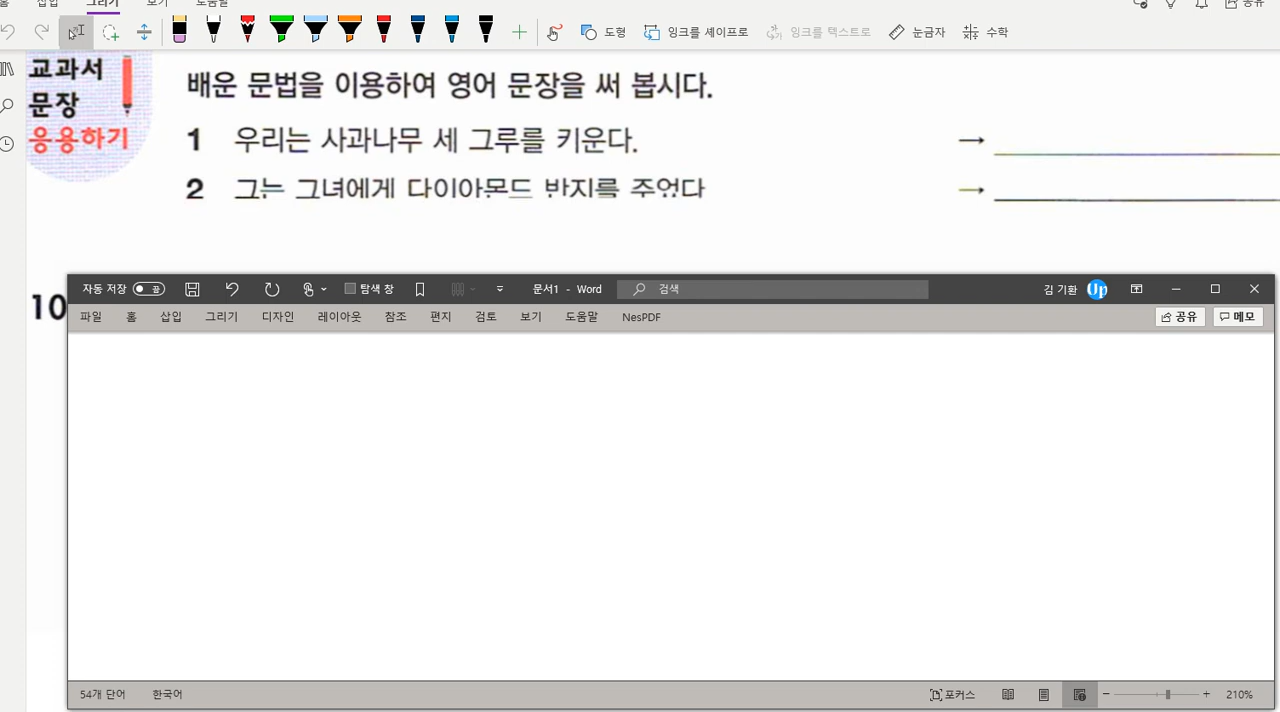 그리기
도형
잉크를 셰이프로
잉크를 텍스트로
눈금자
수학
교과서
문장
응용하기
배운 문법을 이용하여 영어 문장을 써 봅시다.
1 우리는 사과나무 세 그루를 키운다. →
2 그는 그녀에게 다이아몬드 반지를 주었다 →
10
자동 저장 끔
탐색 창
문서1 - Word
검색
김 기환
Up
파일 홈 삽입 그리기 디자인 레이아웃 참조 편지 검토 보기 도움말 NesPDF
공유
메모
54개 단어 한국어
포커스
210%